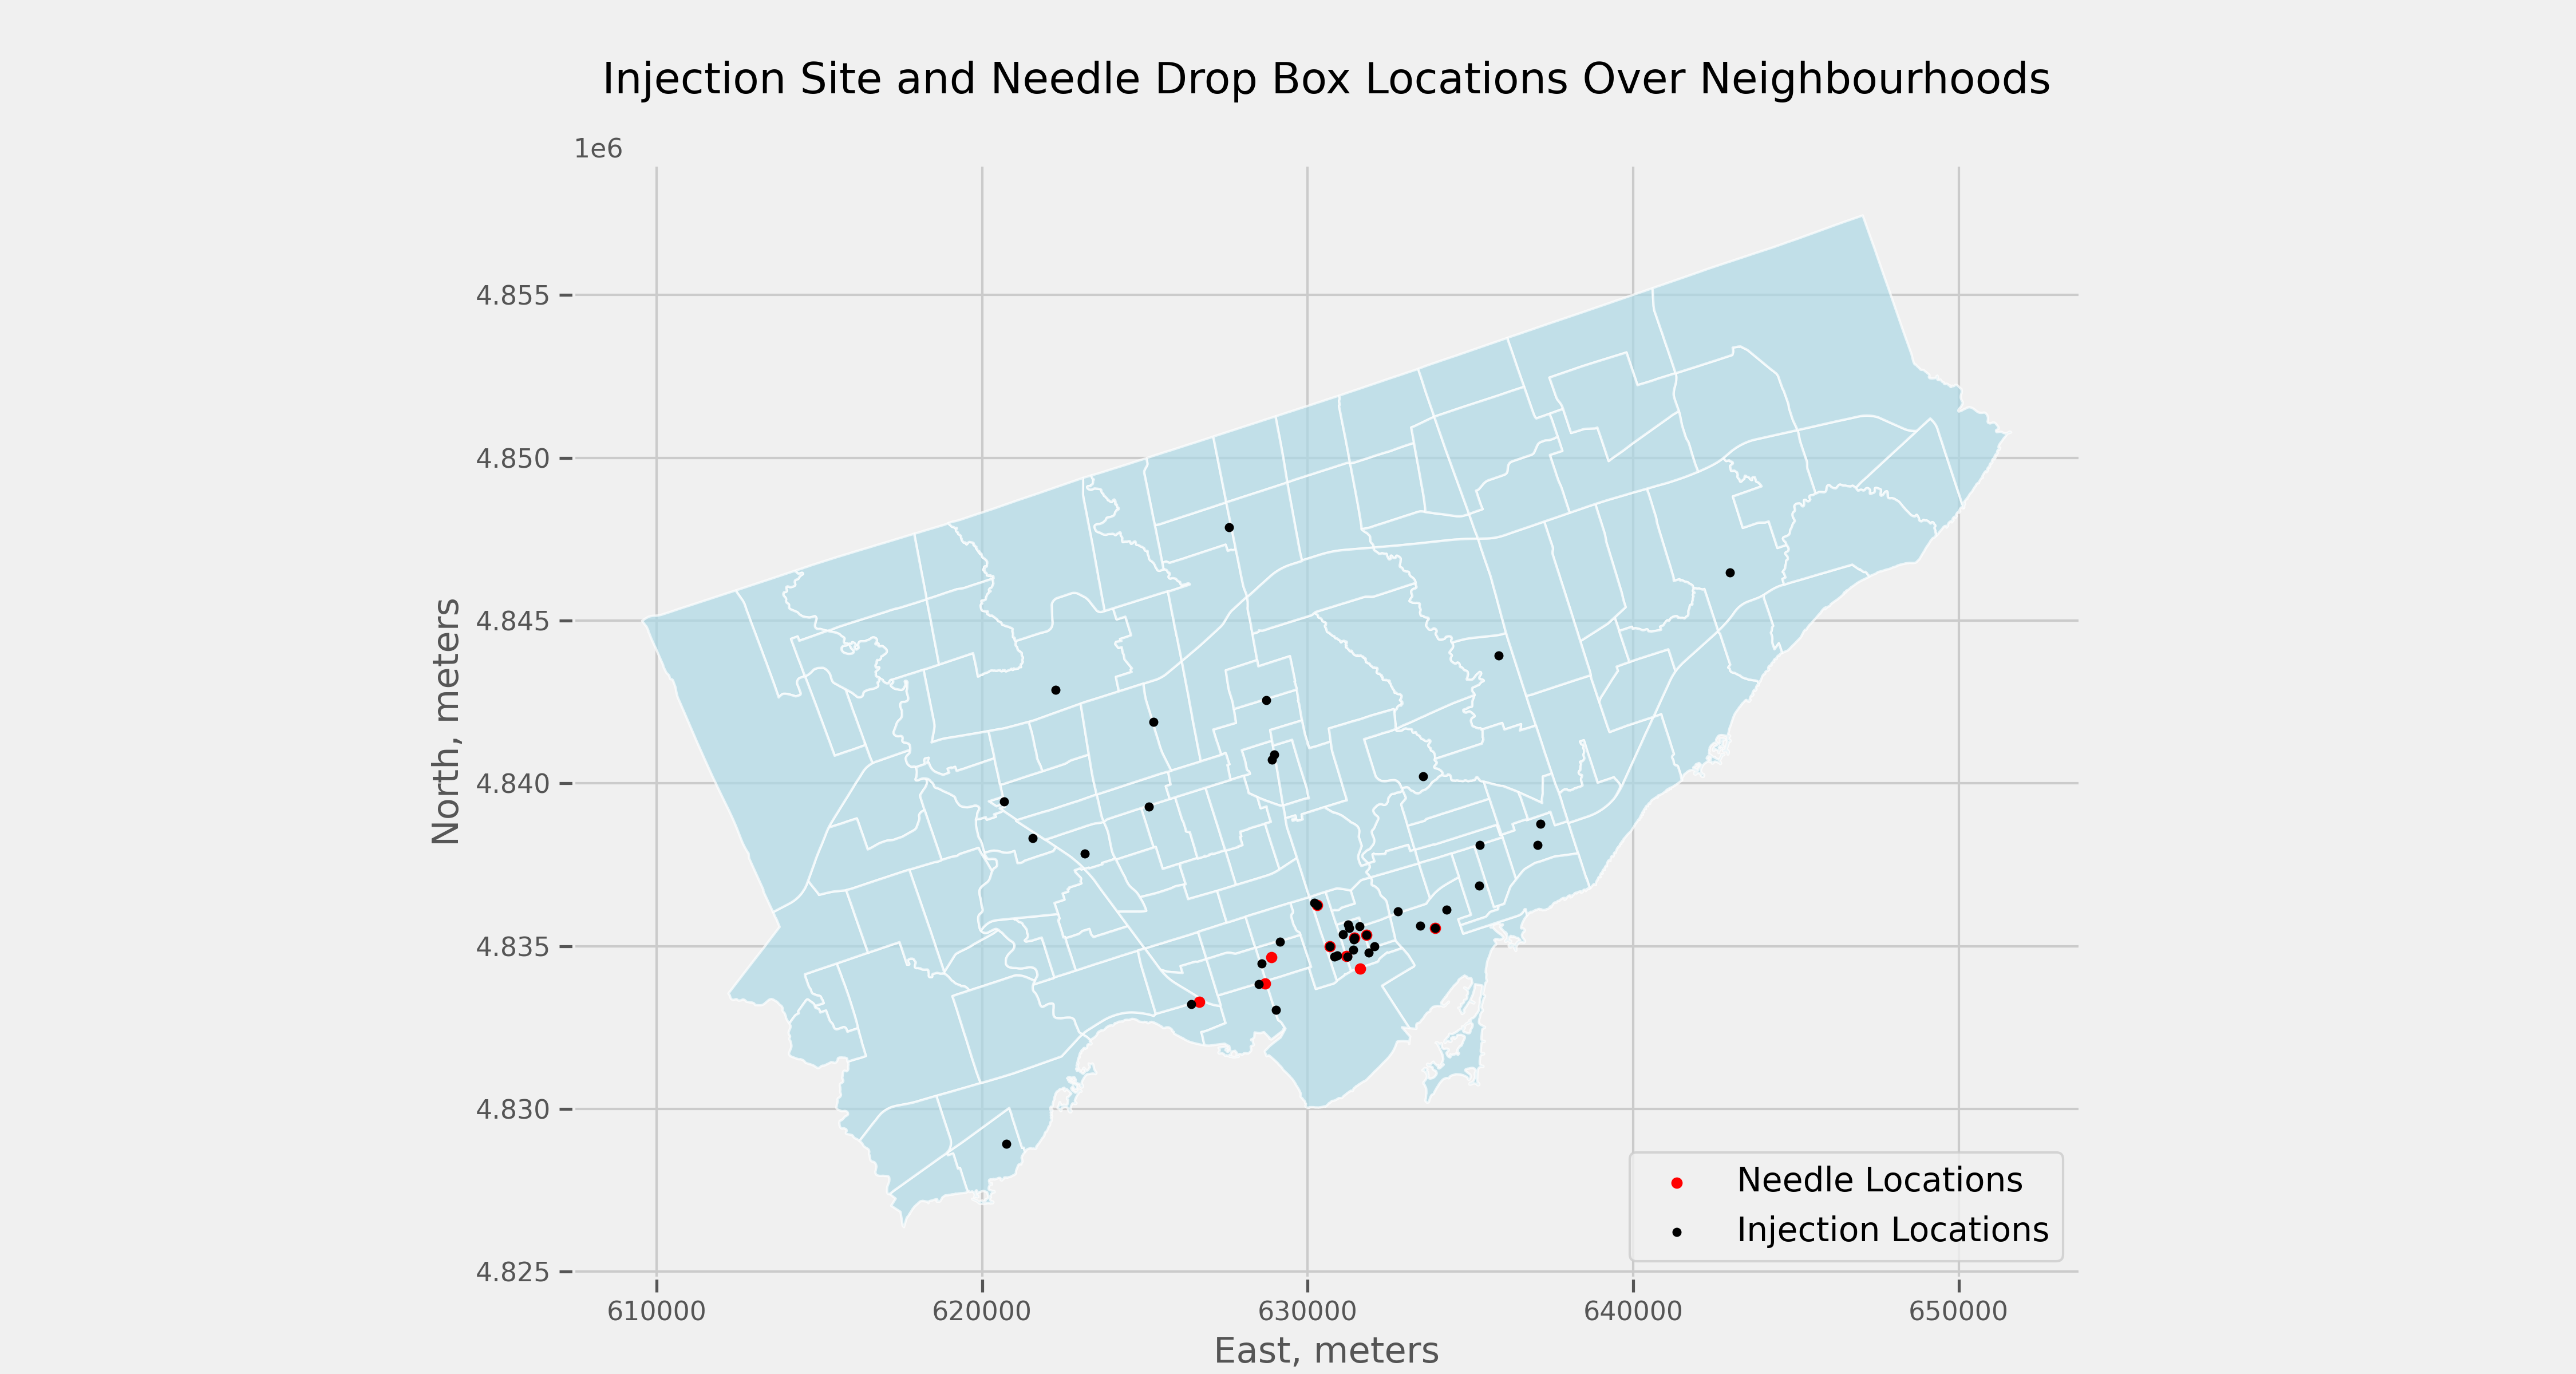 Injection Site and Needle Drop Box Locations Over Neighbourhoods
1e6
4.855
4.850
4.845
4.840
4.835
4.830
4.825
North, meters
610000 620000 630000 640000 650000
East, meters
Needle Locations
Injection Locations